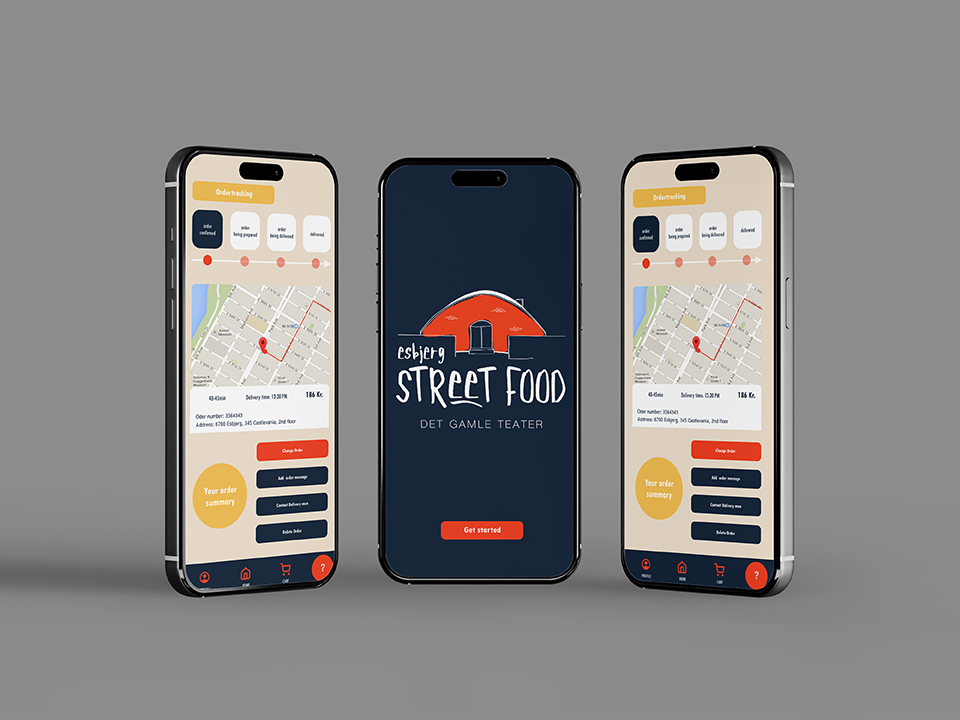 Ordertracking
order
confirmed
order
being prepared
order
being delivered
delivered
40-45min
Delivery time: 12.30 PM
186 Kr.
Oder number: 3564343
Address: 6700 Esbjerg, 345 Castlevania, 2nd floor
Change Order
Your order
summary
Add order message
Contact Delivery man
Delete Order
HOME
CART
?
esbjerg
STREET FOOD
DET GAMLE TEATER
Get started
Ordertracking
order
confirmed
order
being prepared
order
being delivered
delivered
40-45min
Delivery time: 12.30 PM
186 Kr.
Oder number: 3564343
Address: 6700 Esbjerg, 345 Castlevania, 2nd floor
Change Order
Your order
summary
Add order message
Contact Delivery man
Delete Order
PROFILE
HOME
CART
?